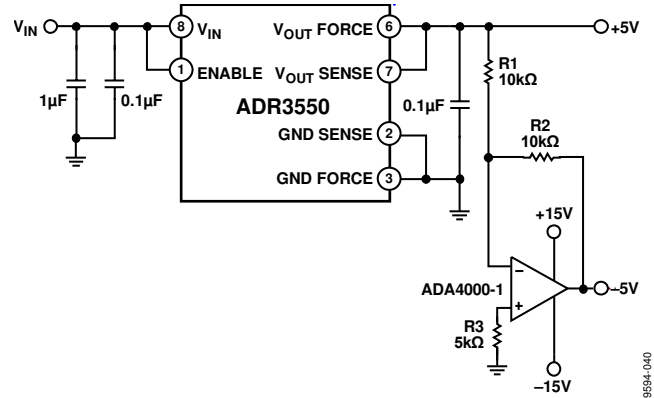 VIN
8 VIN
VOUT FORCE 6
+5V
1 ENABLE
VOUT SENSE 7
R1
10kΩ
1µF
0.1µF
ADR3550
0.1µF
GND SENSE 2
R2
10kΩ
GND FORCE 3
+15V
ADA4000-1
–
+
–5V
R3
5kΩ
–15V
9594-040